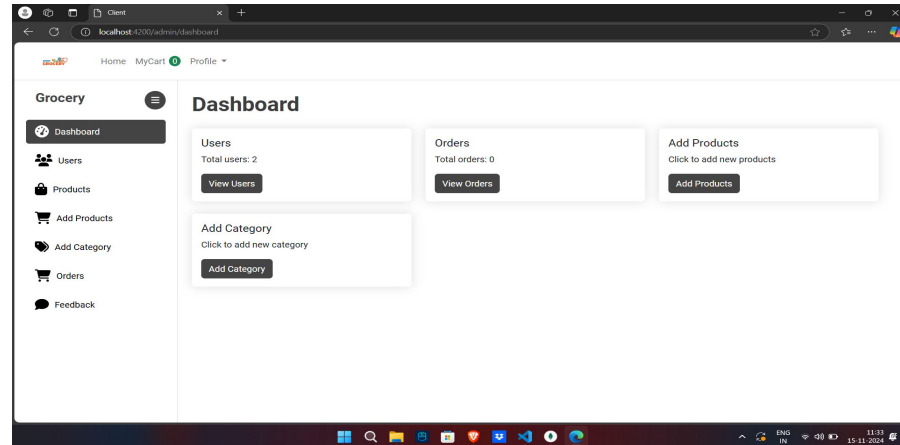 Client
localhost:4200/admin/dashboard
GROCERY
Home MyCart 0 Profile
Grocery
Dashboard
Users
Products
Add Products
Add Category
Orders
Feedback
Dashboard
Users
Total users: 2
View Users
Orders
Total orders: 0
View Orders
Add Products
Click to add new products
Add Products
Add Category
Click to add new category
Add Category
ENG
IN
11:33
15-11-2024